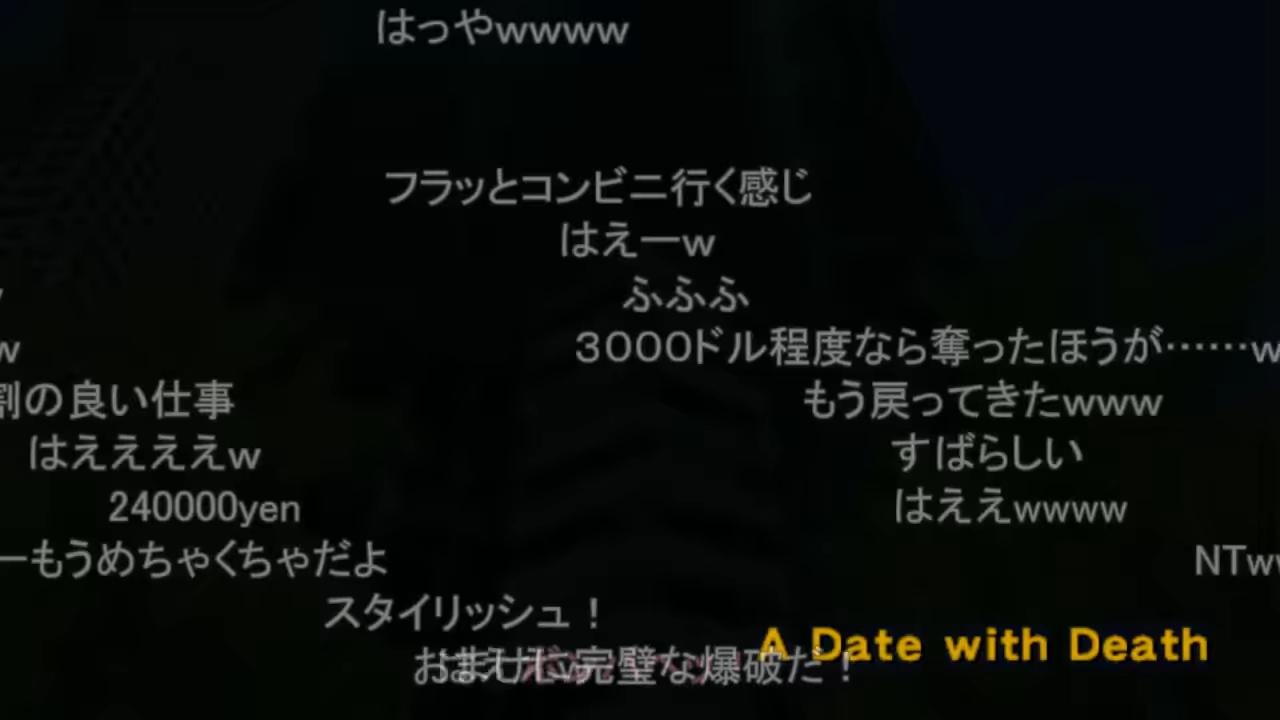 はっやwwww
フラッとコンビニ行く感じ
はえーw
ふふふ
w
3000ドル程度なら奪ったほうが……w
割の良い仕事
もう戻ってきたwww
はええええw
すばらしい
240000yen
はええwwww
ーもうめちゃくちゃだよ
NTw
スタイリッシュ！
A Date with Death
完璧な爆破だ！